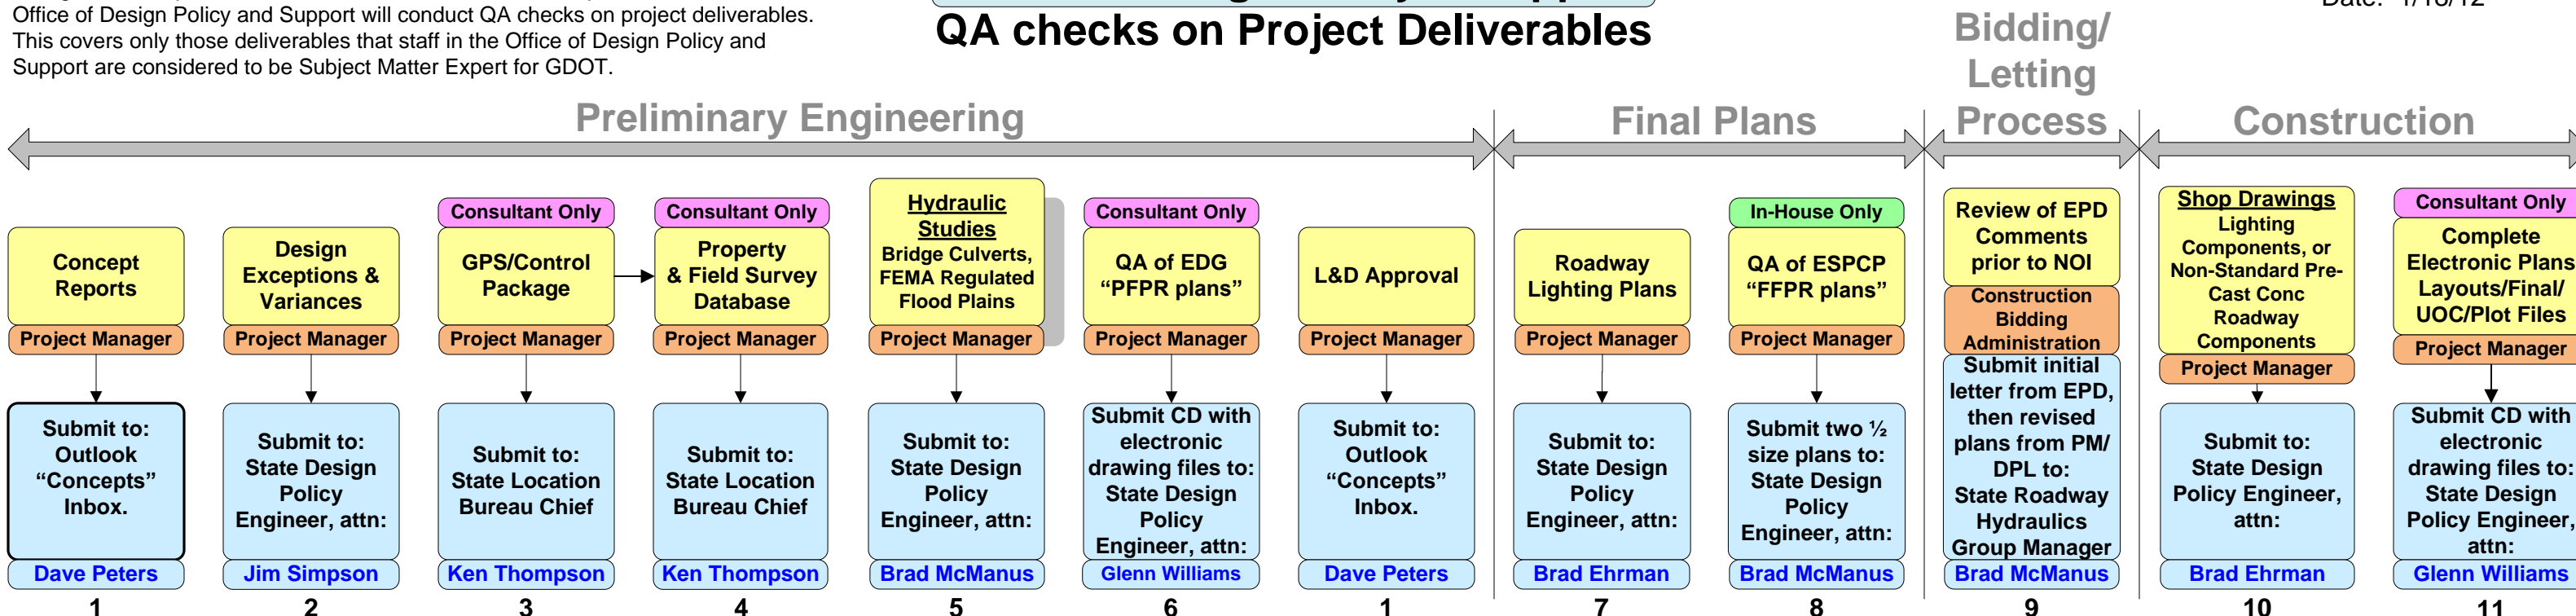 Office of Design Policy and Support will conduct QA checks on project deliverables.
This covers only those deliverables that staff in the Office of Design Policy and
Support are considered to be Subject Matter Expert for GDOT.
QA checks on Project Deliverables
Date: 1/18/12
Preliminary Engineering
Final Plans
Bidding/
Letting
Process
Construction
Concept
Reports
Project Manager
Submit to:
Outlook
“Concepts”
Inbox.
Dave Peters
1
Design
Exceptions &
Variances
Project Manager
Submit to:
State Design
Policy
Engineer, attn:
Jim Simpson
2
Consultant Only
GPS/Control
Package
Project Manager
Submit to:
State Location
Bureau Chief
Ken Thompson
3
Consultant Only
Property
& Field Survey
Database
Project Manager
Submit to:
State Location
Bureau Chief
Ken Thompson
4
Hydraulic
Studies
Bridge Culverts,
FEMA Regulated
Flood Plains
Project Manager
Submit to:
State Design
Policy
Engineer, attn:
Brad McManus
5
Consultant Only
QA of EDG
“PFPR plans”
Project Manager
Submit CD with
electronic
drawing files to:
State Design
Policy
Engineer, attn:
Glenn Williams
6
L&D Approval
Project Manager
Submit to:
Outlook
“Concepts”
Inbox.
Dave Peters
1
Roadway
Lighting Plans
Project Manager
Submit to:
State Design
Policy
Engineer, attn:
Brad Ehrman
7
In-House Only
QA of ESPCP
“FFPR plans”
Project Manager
Submit two ½
size plans to:
State Design
Policy
Engineer, attn:
Brad McManus
8
Review of EPD
Comments
prior to NOI
Construction
Bidding
Administration
Submit initial
letter from EPD,
then revised
plans from PM/
DPL to:
State Roadway
Hydraulics
Group Manager
Brad McManus
9
Shop Drawings
Lighting
Components, or
Non-Standard Pre-
Cast Conc
Roadway
Components
Project Manager
Submit to:
State Design
Policy Engineer,
attn:
Brad Ehrman
10
Consultant Only
Complete
Electronic Plans
Layouts/Final/
UOC/Plot Files
Project Manager
Submit CD with
electronic
drawing files to:
State Design
Policy Engineer,
attn:
Glenn Williams
11